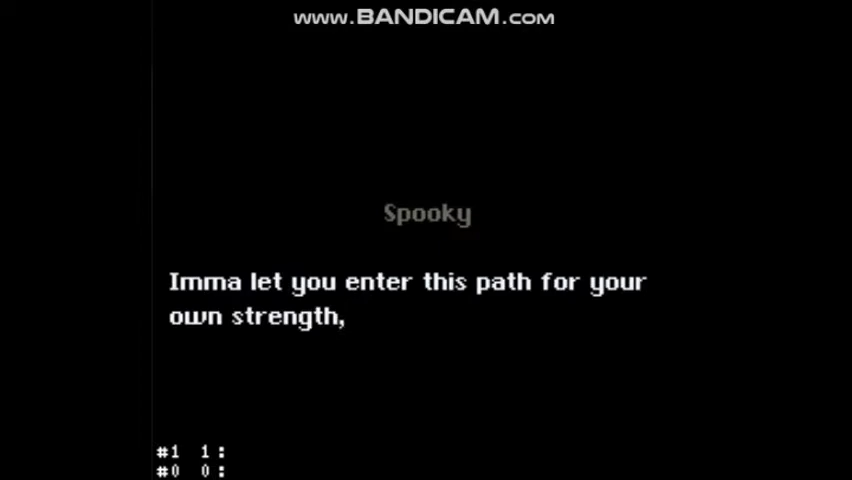 www.BANDICAM.com
Spooky
Imma let you enter this path for your
own strength,
#1 1:
#0 0: